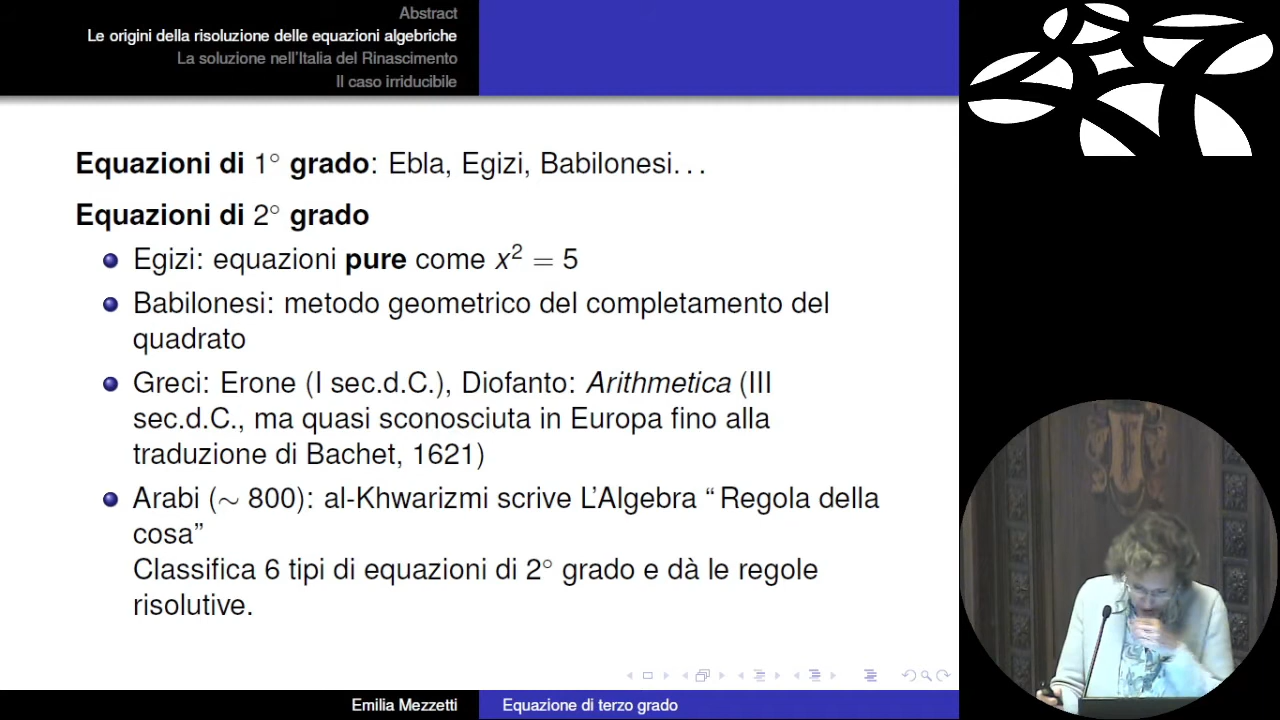 Abstract
Le origini della risoluzione delle equazioni algebriche
La soluzione nell'Italia del Rinascimento
Il caso irriducibile
Equazioni di 1° grado: Ebla, Egizi, Babilonesi...
Equazioni di 2° grado
Egizi: equazioni pure come x² = 5
Babilonesi: metodo geometrico del completamento del
quadrato
Greci: Erone (I sec.d.C.), Diofanto: Arithmetica (III
sec.d.C., ma quasi sconosciuta in Europa fino alla
traduzione di Bachet, 1621)
Arabi (∼ 800): al-Khwarizmi scrive L'Algebra “Regola della
cosa”
Classifica 6 tipi di equazioni di 2° grado e dà le regole
risolutive.
Emilia Mezzetti
Equazione di terzo grado